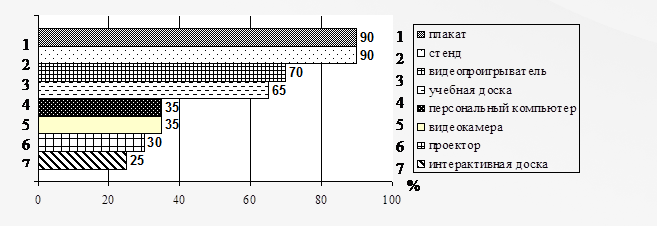 90
1 90
2 70
3 65
4 35
5 35
6 30
7 25
0 20 40 60 80 100 %
1 плакат
2 стенд
видеопроигрыватель
3 учебная доска
4 персональный компьютер
5 видеокамера
6 проектор
7 интерактивная доска